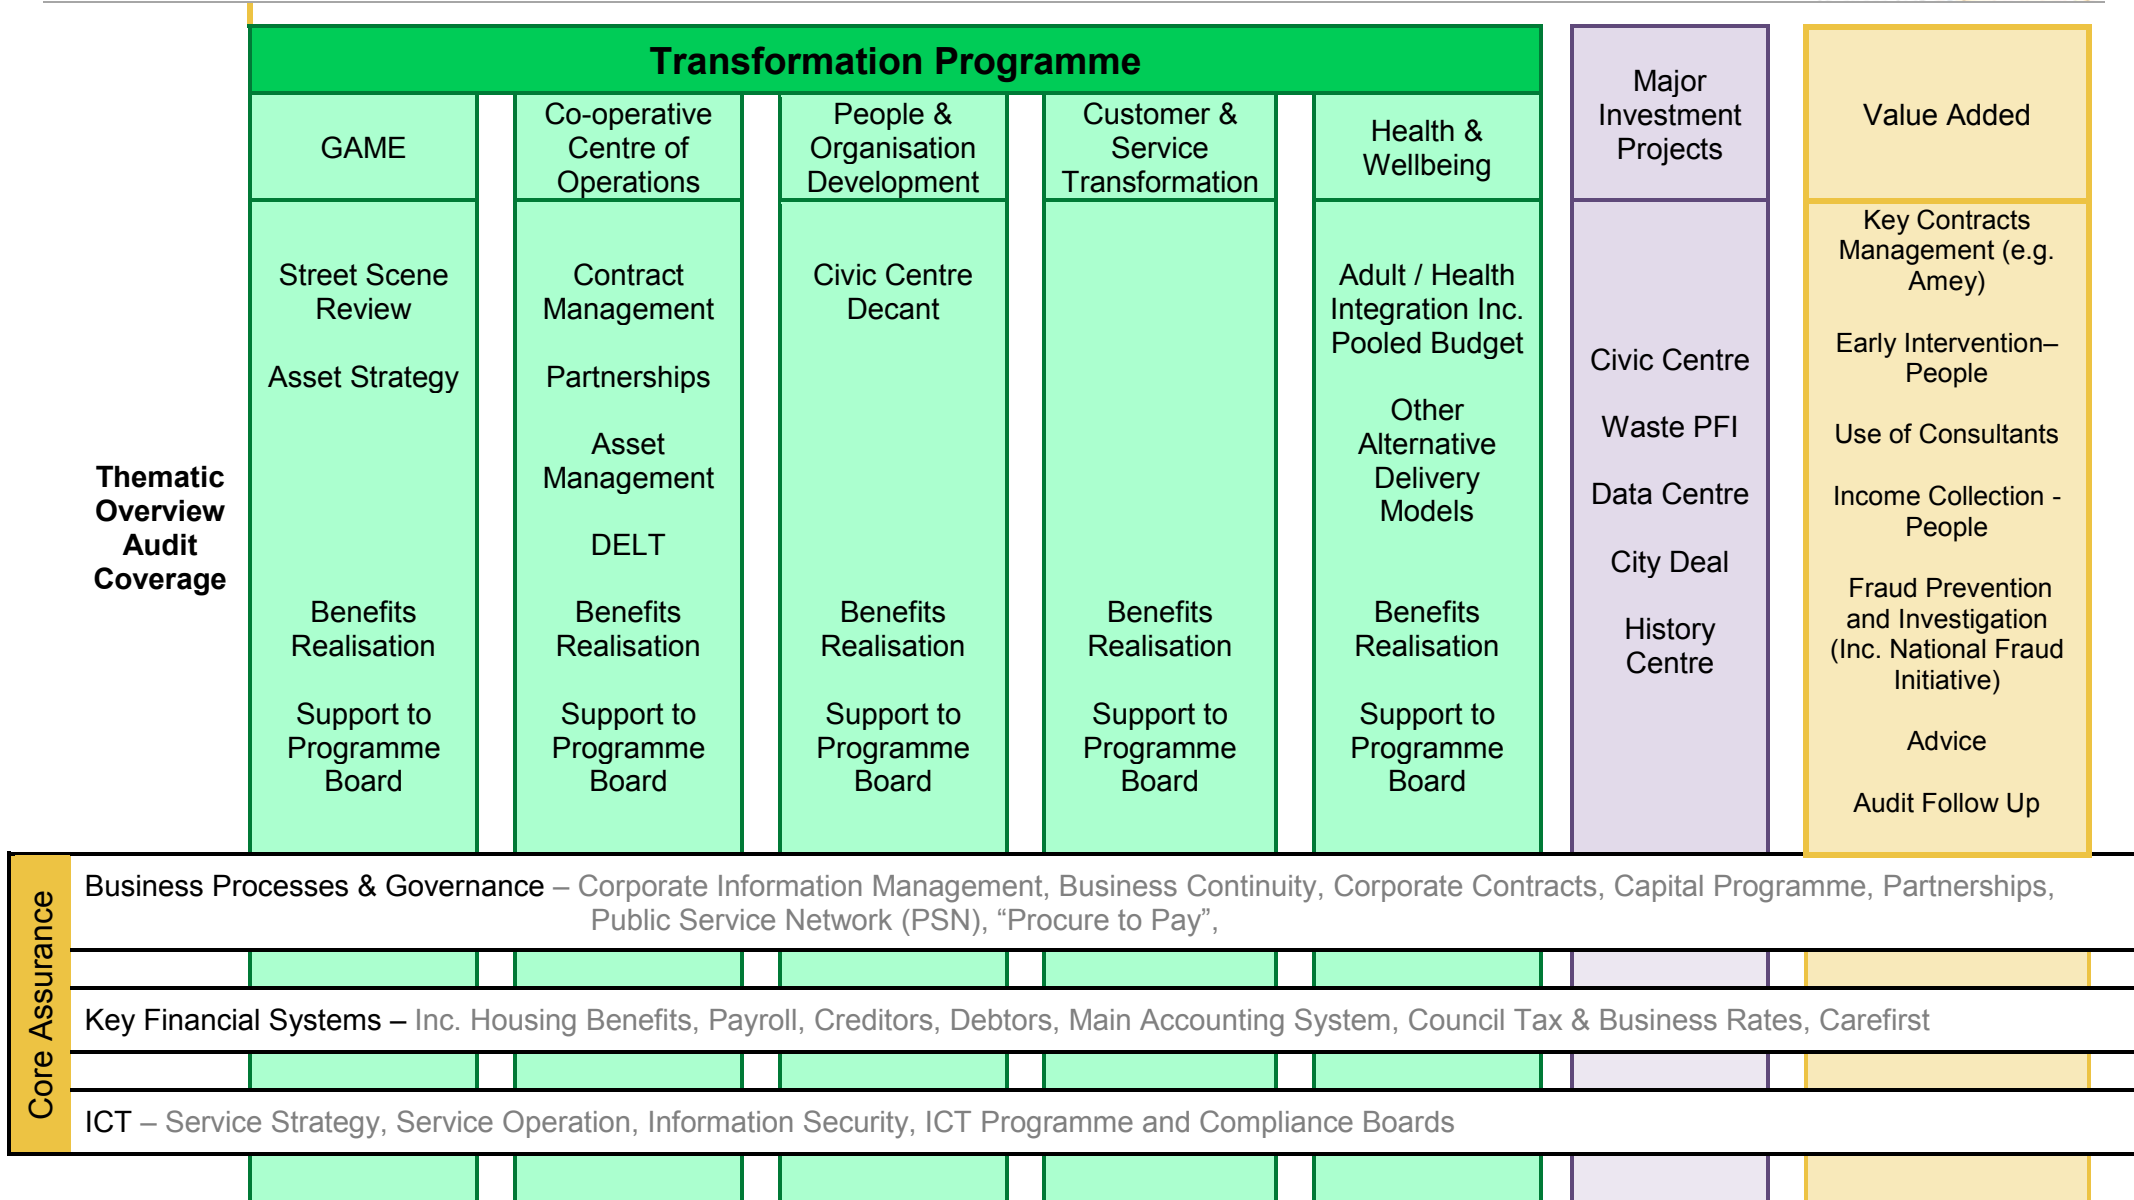 Transformation Programme
GAME
Co-operative
Centre of
Operations
People &
Organisation
Development
Customer &
Service
Transformation
Health &
Wellbeing
Major
Investment
Projects
Value Added
Thematic
Overview
Audit
Coverage
Street Scene
Review
Asset Strategy
Benefits
Realisation
Support to
Programme
Board
Contract
Management
Partnerships
Asset
Management
DELT
Benefits
Realisation
Support to
Programme
Board
Civic Centre
Decant
Benefits
Realisation
Support to
Programme
Board
Benefits
Realisation
Support to
Programme
Board
Adult / Health
Integration Inc.
Pooled Budget
Other
Alternative
Delivery
Models
Benefits
Realisation
Support to
Programme
Board
Civic Centre
Waste PFI
Data Centre
City Deal
History
Centre
Key Contracts
Management (e.g.
Amey)
Early Intervention–
People
Use of Consultants
Income Collection -
People
Fraud Prevention
and Investigation
(Inc. National Fraud
Initiative)
Advice
Audit Follow Up
Core Assurance
Business Processes & Governance – Corporate Information Management, Business Continuity, Corporate Contracts, Capital Programme, Partnerships,
Public Service Network (PSN), “Procure to Pay”,
Key Financial Systems – Inc. Housing Benefits, Payroll, Creditors, Debtors, Main Accounting System, Council Tax & Business Rates, Carefirst
ICT – Service Strategy, Service Operation, Information Security, ICT Programme and Compliance Boards